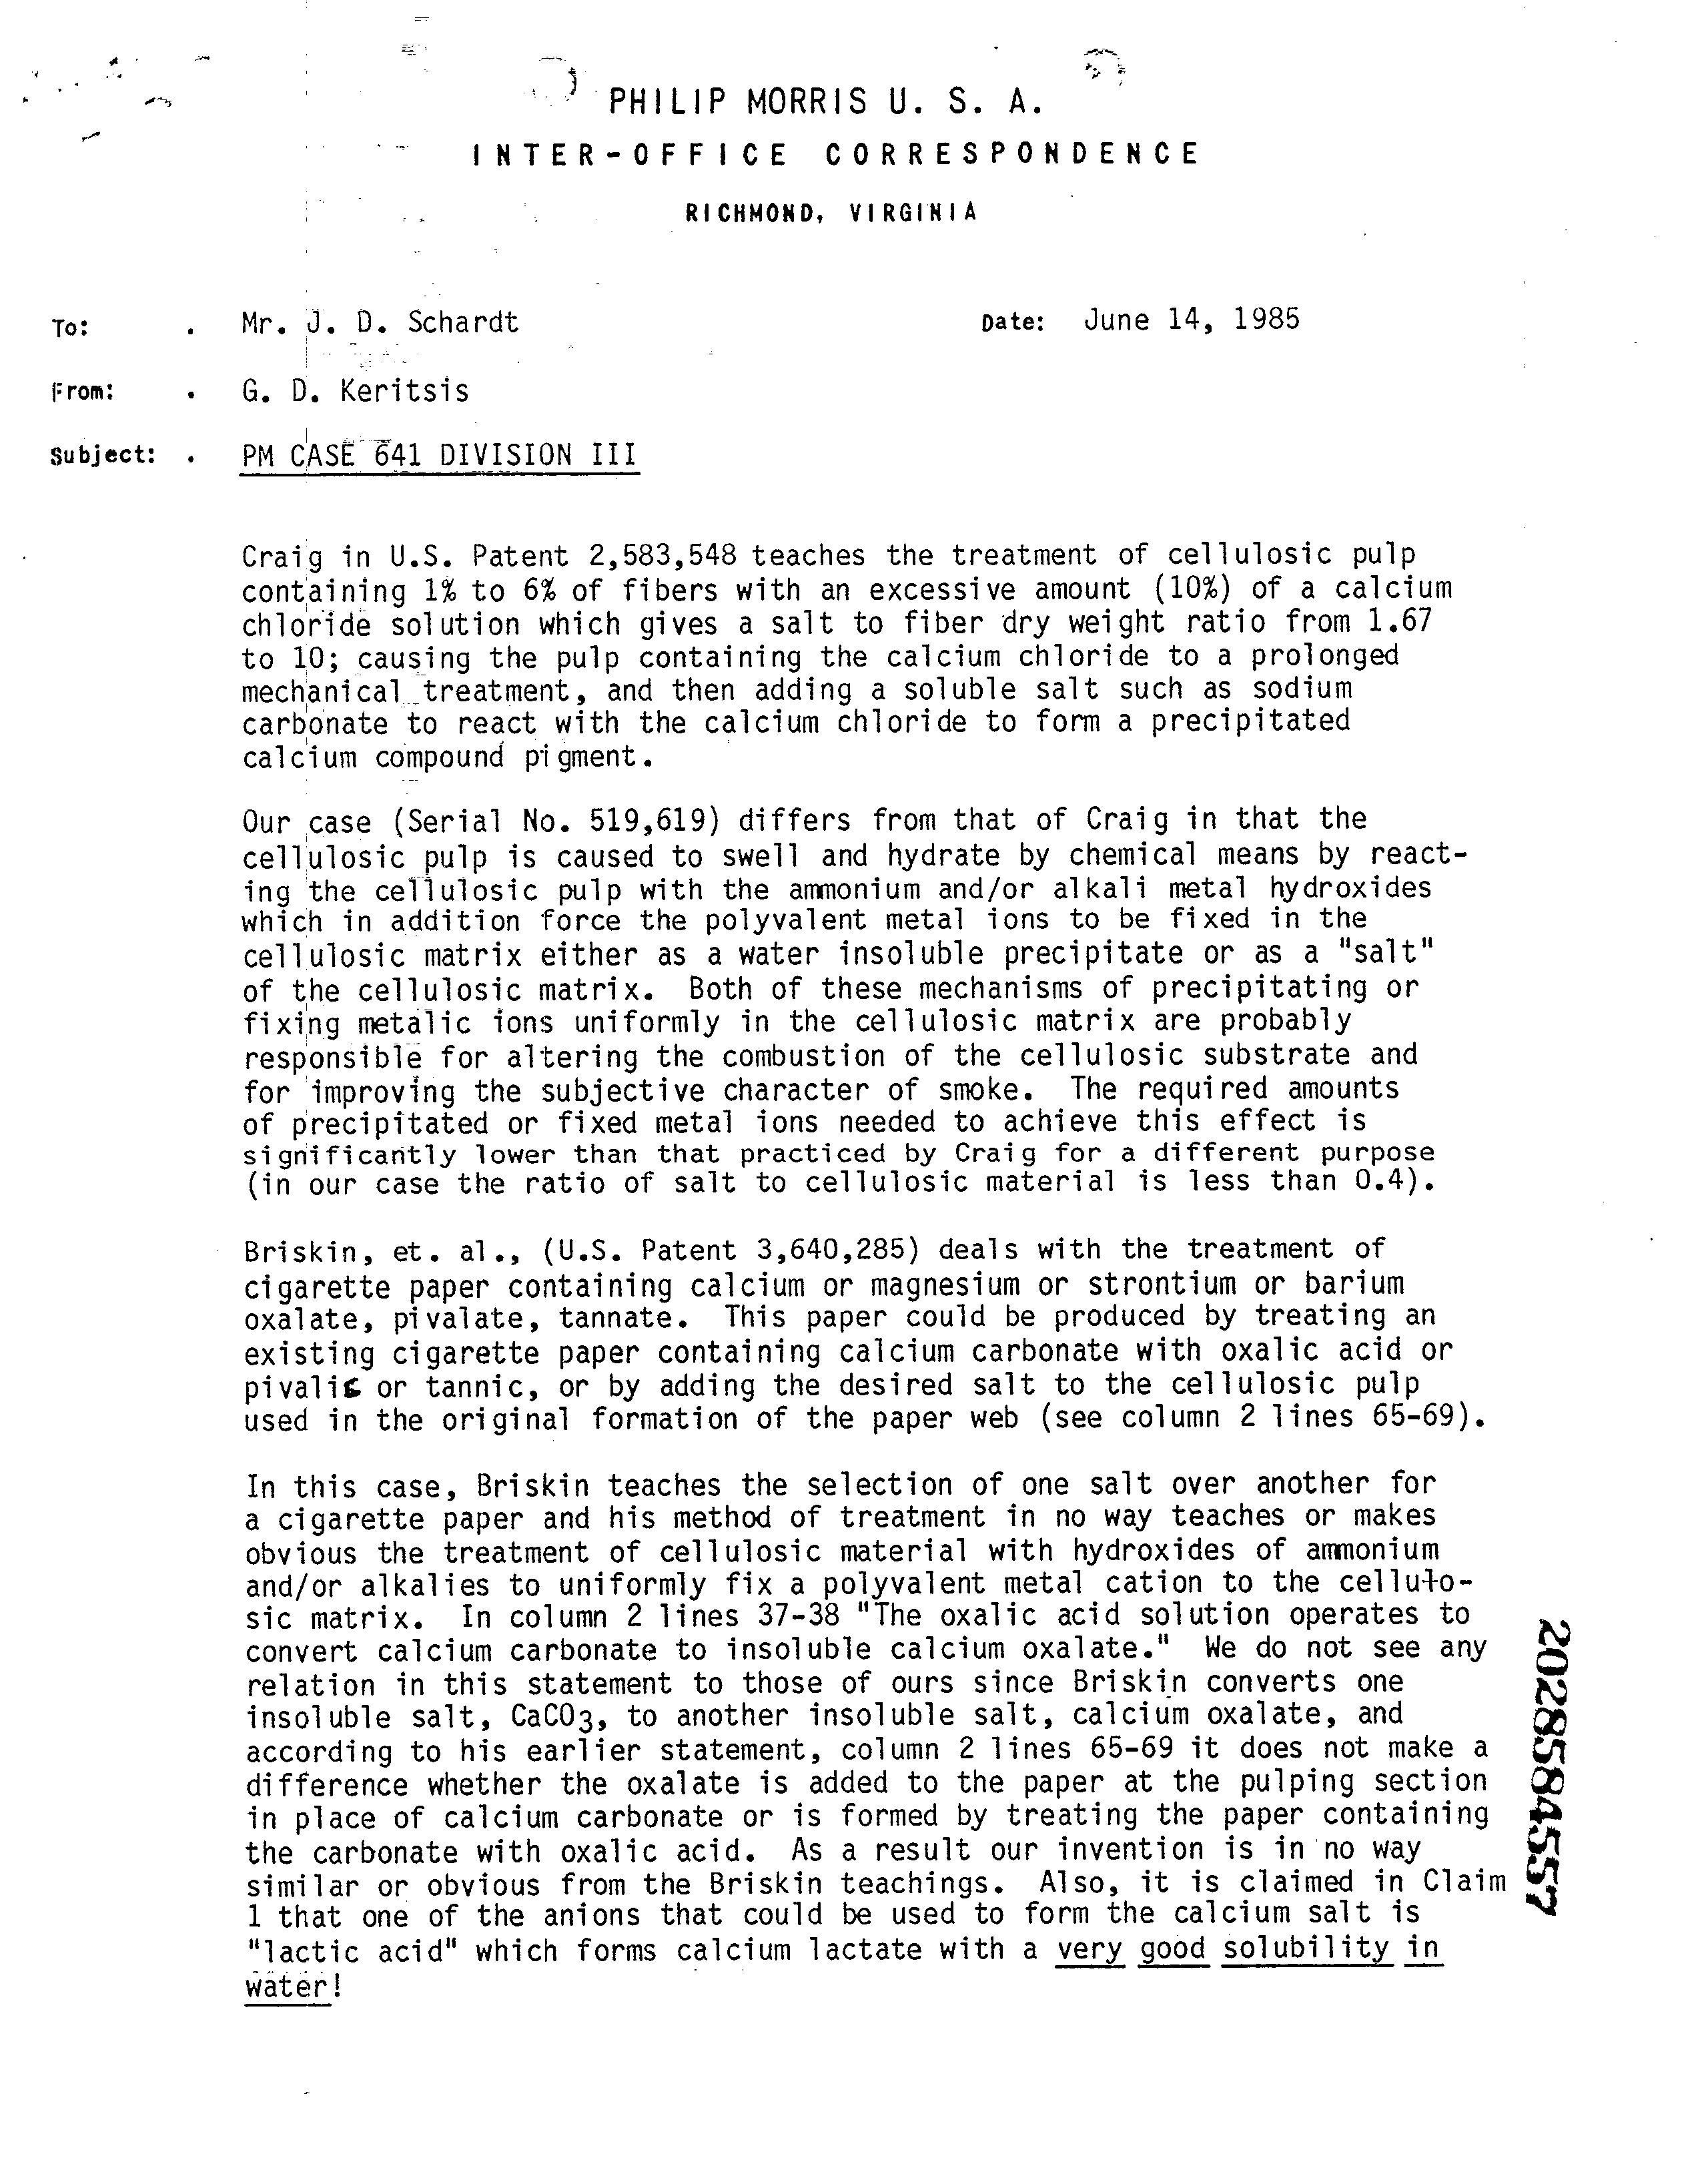 PHILIP MORRIS U. S. A.
INTER-OFFICE CORRESPONDENCE
RICHMOND, VIRGINIA
To: . Mr. J. D. Schardt Date: June 14, 1985
From: . G. D. Keritsis
Subject: . PM CASE 641 DIVISION III
Craig in U.S. Patent 2,583,548 teaches the treatment of cellulosic pulp
containing 1% to 6% of fibers with an excessive amount (10%) of a calcium
chloride solution which gives a salt to fiber dry weight ratio from 1.67
to 10; causing the pulp containing the calcium chloride to a prolonged
mechanical treatment, and then adding a soluble salt such as sodium
carbonate to react with the calcium chloride to form a precipitated
calcium compound pigment.
Our case (Serial No. 519,619) differs from that of Craig in that the
cellulosic pulp is caused to swell and hydrate by chemical means by react-
ing the cellulosic pulp with the ammonium and/or alkali metal hydroxides
which in addition force the polyvalent metal ions to be fixed in the
cellulosic matrix either as a water insoluble precipitate or as a "salt"
of the cellulosic matrix. Both of these mechanisms of precipitating or
fixing metalic ions uniformly in the cellulosic matrix are probably
responsible for altering the combustion of the cellulosic substrate and
for improving the subjective character of smoke. The required amounts
of precipitated or fixed metal ions needed to achieve this effect is
significantly lower than that practiced by Craig for a different purpose
(in our case the ratio of salt to cellulosic material is less than 0.4).
Briskin, et. al., (U.S. Patent 3,640,285) deals with the treatment of
cigarette paper containing calcium or magnesium or strontium or barium
oxalate, pivalate, tannate. This paper could be produced by treating an
existing cigarette paper containing calcium carbonate with oxalic acid or
pivalic or tannic, or by adding the desired salt to the cellulosic pulp
used in the original formation of the paper web (see column 2 lines 65-69).
In this case, Briskin teaches the selection of one salt over another for
a cigarette paper and his method of treatment in no way teaches or makes
obvious the treatment of cellulosic material with hydroxides of ammonium
and/or alkalies to uniformly fix a polyvalent metal cation to the cellulo-
sic matrix. In column 2 lines 37-38 "The oxalic acid solution operates to
convert calcium carbonate to insoluble calcium oxalate." We do not see any
relation in this statement to those of ours since Briskin converts one
insoluble salt, CaCO3, to another insoluble salt, calcium oxalate, and
according to his earlier statement, column 2 lines 65-69 it does not make a
difference whether the oxalate is added to the paper at the pulping section
in place of calcium carbonate or is formed by treating the paper containing
the carbonate with oxalic acid. As a result our invention is in no way
similar or obvious from the Briskin teachings. Also, it is claimed in Claim
1 that one of the anions that could be used to form the calcium salt is
"lactic acid" which forms calcium lactate with a very good solubility in
water!
2028584557